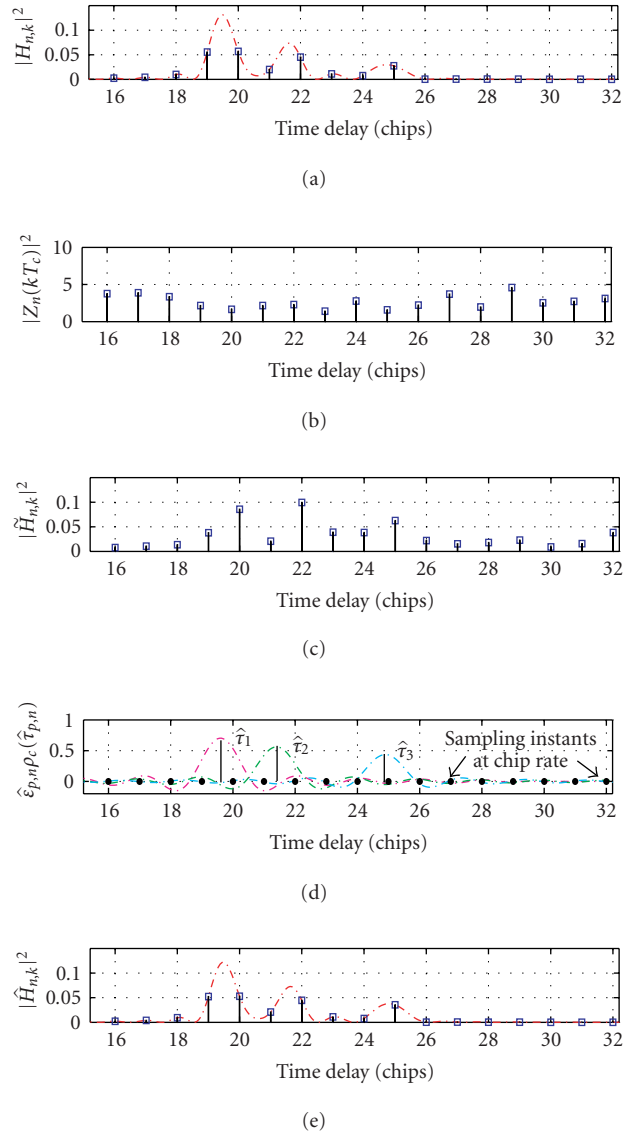 |H_{n,k}|^2
0.1
0.05
0
16 18 20 22 24 26 28 30 32
Time delay (chips)
(a)
|Z_n(kT_c)|^2
10
5
0
16 18 20 22 24 26 28 30 32
Time delay (chips)
(b)
|H̃_{n,k}|^2
0.1
0.05
0
16 18 20 22 24 26 28 30 32
Time delay (chips)
(c)
ε̂_{p,n}ρ_c(τ̂_{p,n})
1
0.5
0
τ̂_1
τ̂_2
τ̂_3
Sampling instants
at chip rate
16 18 20 22 24 26 28 30 32
Time delay (chips)
(d)
|Ĥ_{n,k}|^2
0.1
0.05
0
16 18 20 22 24 26 28 30 32
Time delay (chips)
(e)